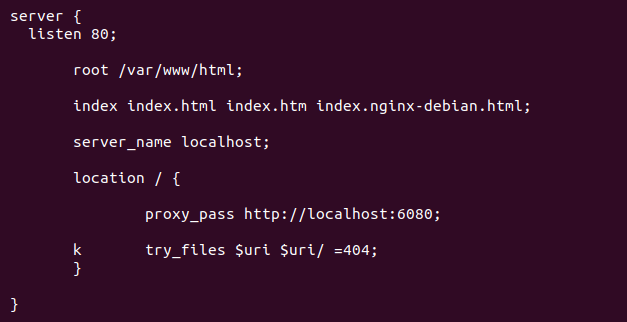 server {
  listen 80;
        root /var/www/html;
        index index.html index.htm index.nginx-debian.html;
        server_name localhost;
        location / {
                proxy_pass http://localhost:6080;
        k       try_files $uri $uri/ =404;
        }
}